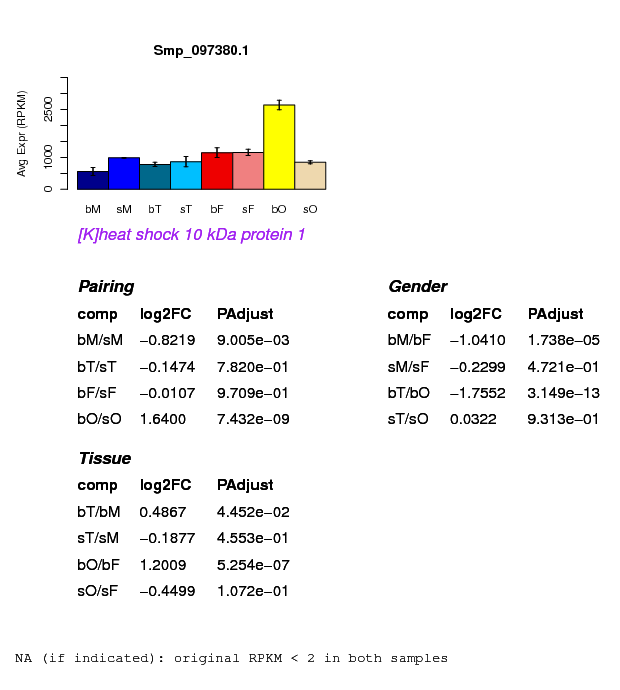 Smp_097380.1
Avg Expr (RPKM)
2500
1000
0
bM sM bT sT bF sF bO sO
[K]heat shock 10 kDa protein 1
Pairing
comp log2FC PAdjust
bM/sM −0.8219 9.005e−03
bT/sT −0.1474 7.820e−01
bF/sF −0.0107 9.709e−01
bO/sO 1.6400 7.432e−09
Gender
comp log2FC PAdjust
bM/bF −1.0410 1.738e−05
sM/sF −0.2299 4.721e−01
bT/bO −1.7552 3.149e−13
sT/sO 0.0322 9.313e−01
Tissue
comp log2FC PAdjust
bT/bM 0.4867 4.452e−02
sT/sM −0.1877 4.553e−01
bO/bF 1.2009 5.254e−07
sO/sF −0.4499 1.072e−01
NA (if indicated): original RPKM < 2 in both samples